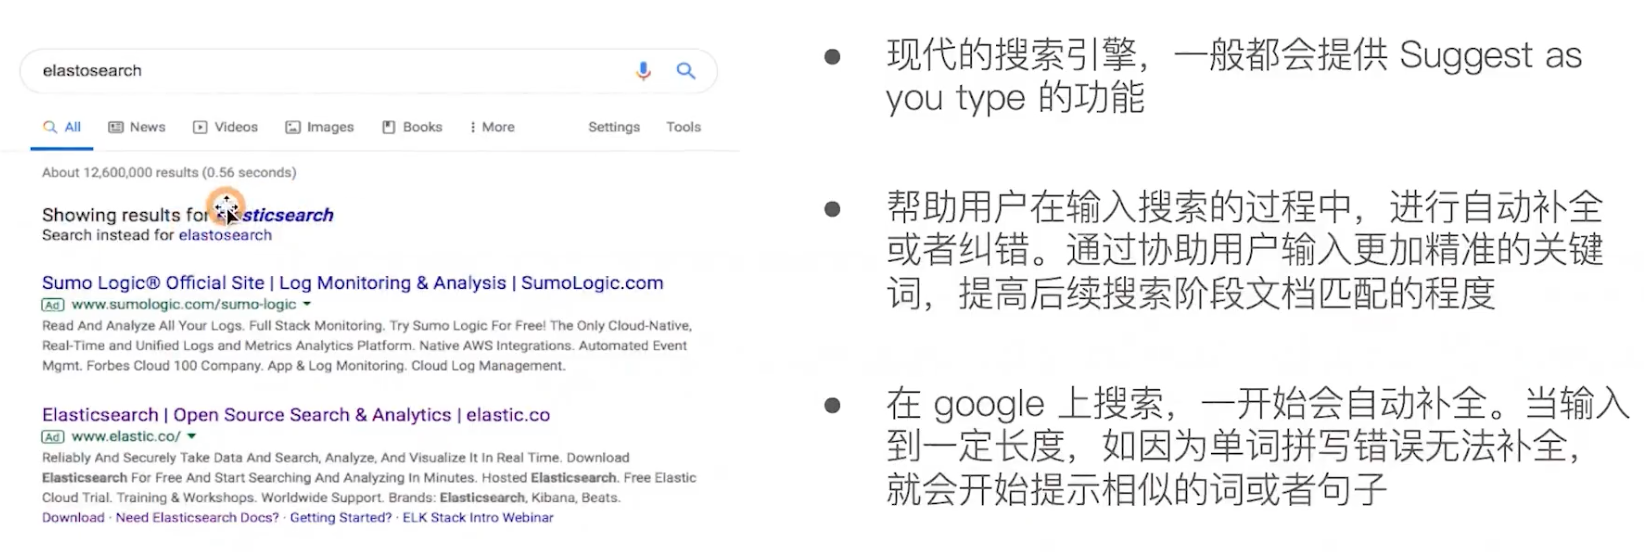 elastosearch
All News Videos Images Books More Settings Tools
About 12,600,000 results (0.56 seconds)
Showing results for
Search instead for elastosearch
Sumo Logic® Official Site | Log Monitoring & Analysis | SumoLogic.com
Ad www.sumologic.com/sumo-logic
Read And Analyze All Your Logs. Full Stack Monitoring. Try Sumo Logic For Free! The Only Cloud-Native,
Real-Time and Unified Logs and Metrics Analytics Platform. Native AWS Integrations. Automated Event
Mgmt. Forbes Cloud 100 Company. App & Log Monitoring. Cloud Log Management.
Elasticsearch | Open Source Search & Analytics | elastic.co
Ad www.elastic.co/
Reliably And Securely Take Data And Search, Analyze, And Visualize It In Real Time. Download
Elasticsearch For Free And Start Searching And Analyzing In Minutes. Hosted Elasticsearch. Free Elastic
Cloud Trial. Training & Workshops. Worldwide Support. Brands: Elasticsearch, Kibana, Beats.
Download · Need Elasticsearch Docs? · Getting Started? · ELK Stack Intro Webinar
● 现代的搜索引擎，一般都会提供 Suggest as
you type 的功能
● 帮助用户在输入搜索的过程中，进行自动补全
或者纠错。通过协助用户输入更加精准的关键
词，提高后续搜索阶段文档匹配的程度
● 在 google 上搜索，一开始会自动补全。当输入
到一定长度，如因为单词拼写错误无法补全，
就会开始提示相似的词或者句子